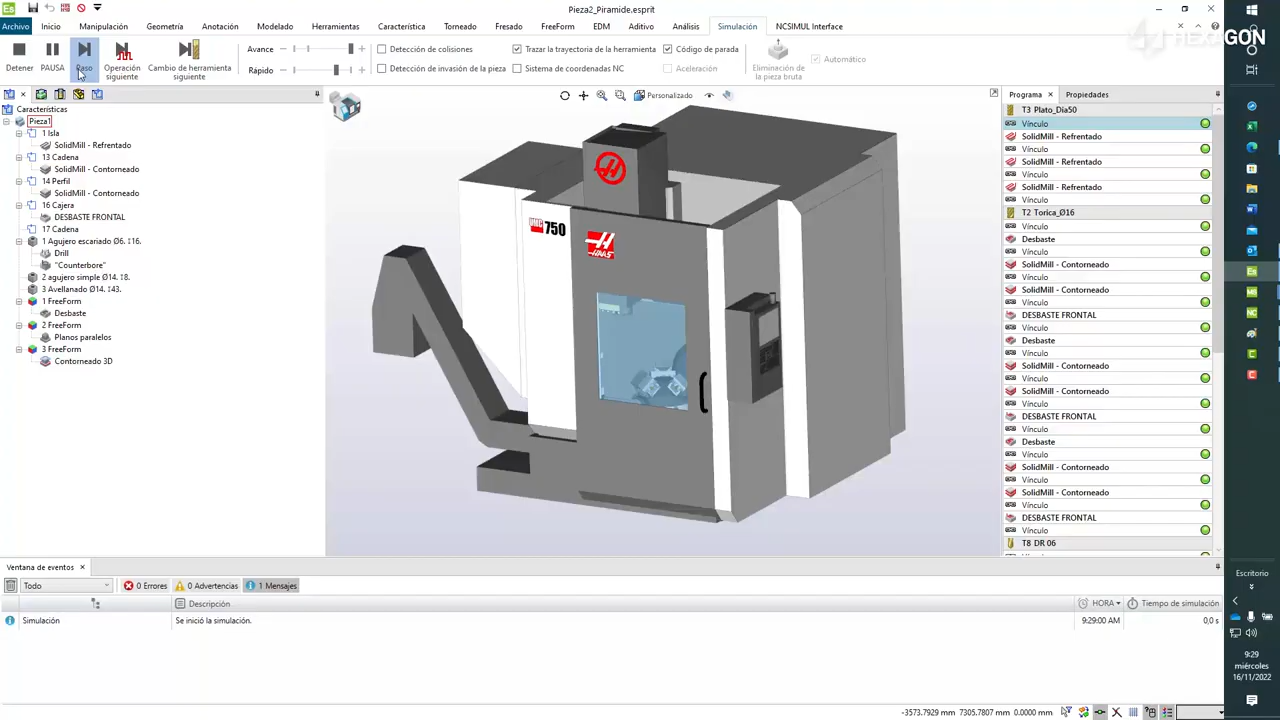 Pieza2_Piramide.esprit
Archivo Inicio Manipulación Geometría Anotación Modelado Herramientas Característica Torneado Fresado FreeForm EDM Aditivo Análisis Simulación NCSIMUL Interface
HEXAGON
Detener PAUSA Paso Operación siguiente Cambio de herramienta siguiente
Avance
Rápido
Detección de colisiones Trazar la trayectoria de la herramienta Código de parada
Detección de invasión de la pieza Sistema de coordenadas NC Aceleración
Eliminación de la pieza bruta Automático
Características
Pieza1
1 Isla
SolidMill - Refrentado
13 Cadena
SolidMill - Contorneado
14 Perfil
SolidMill - Contorneado
16 Cajera
DESBASTE FRONTAL
17 Cadena
1 Agujero escariado Ø6. ↧16.
Drill
"Counterbore"
2 agujero simple Ø14. ↧8.
3 Avellanado Ø14. ↧43.
1 FreeForm
Desbaste
2 FreeForm
Planos paralelos
3 FreeForm
Contorneado 3D
Personalizado
UMC 750
HAAS
Programa Propiedades
T3 Plato_Dia50
Vínculo
SolidMill - Refrentado
Vínculo
SolidMill - Refrentado
Vínculo
SolidMill - Refrentado
Vínculo
T2 Torica_Ø16
Vínculo
Desbaste
Vínculo
SolidMill - Contorneado
Vínculo
SolidMill - Contorneado
Vínculo
DESBASTE FRONTAL
Vínculo
Desbaste
Vínculo
SolidMill - Contorneado
Vínculo
SolidMill - Contorneado
Vínculo
DESBASTE FRONTAL
Vínculo
Desbaste
Vínculo
SolidMill - Contorneado
Vínculo
SolidMill - Contorneado
Vínculo
DESBASTE FRONTAL
Vínculo
T8 DR 06
Ventana de eventos
Todo 0 Errores 0 Advertencias 1 Mensajes
Descripción HORA Tiempo de simulación
Simulación Se inició la simulación. 9:29:00 AM 0,0 s
-3573.7929 mm 7305.7807 mm 0.0000 mm
Escritorio
9:29
miércoles
16/11/2022